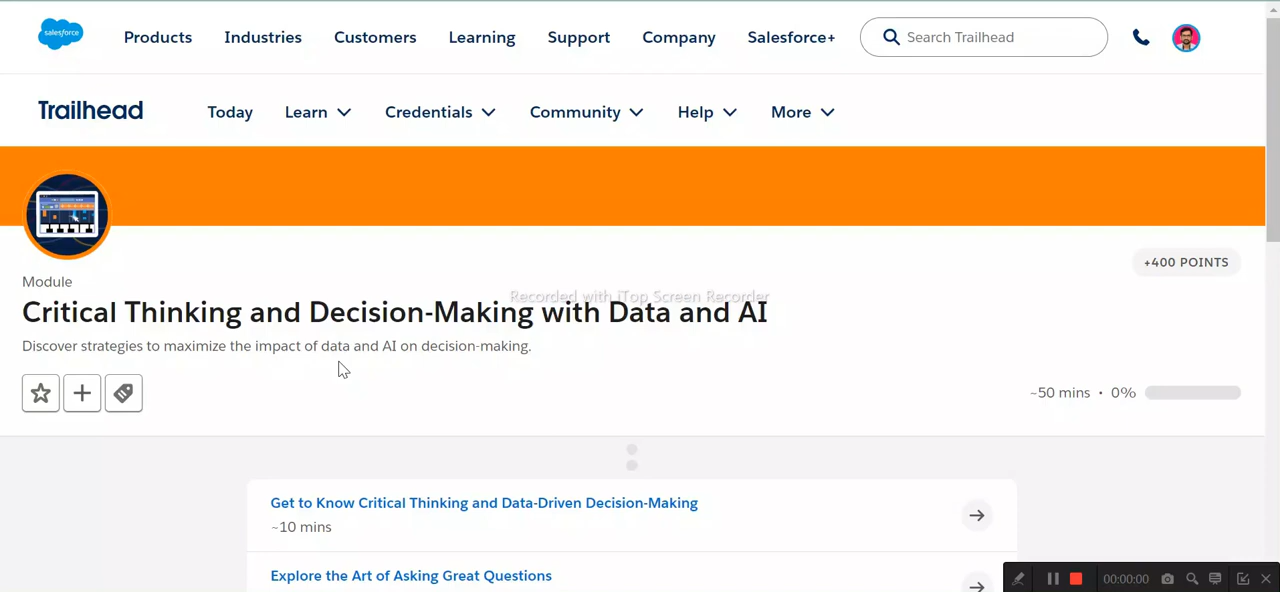 salesforce
Products Industries Customers Learning Support Company Salesforce+ Search Trailhead
Trailhead Today Learn Credentials Community Help More
+400 POINTS
Module
Recorded with iTop Screen Recorder
Critical Thinking and Decision-Making with Data and AI
Discover strategies to maximize the impact of data and AI on decision-making.
~50 mins • 0%
Get to Know Critical Thinking and Data-Driven Decision-Making
~10 mins
Explore the Art of Asking Great Questions
00:00:00